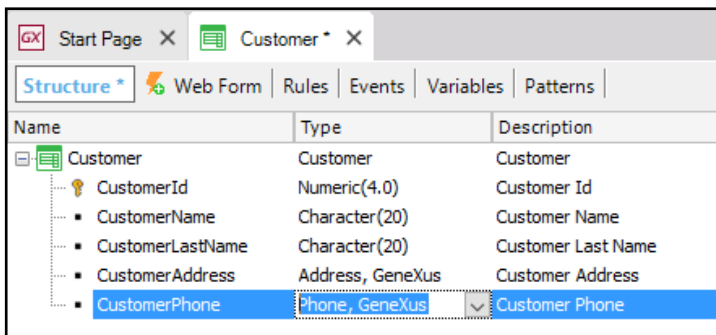 GX Start Page X Customer * X
Structure * Web Form Rules Events Variables Patterns
Name Type Description
Customer Customer Customer
CustomerId Numeric(4.0) Customer Id
CustomerName Character(20) Customer Name
CustomerLastName Character(20) Customer Last Name
CustomerAddress Address, GeneXus Customer Address
CustomerPhone Phone, GeneXus Customer Phone